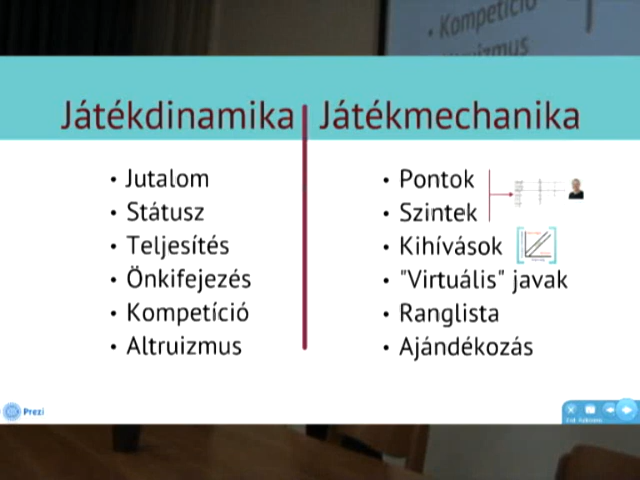 Kompetíció
Játékdinamika
Játékmechanika
• Jutalom
• Státusz
• Teljesítés
• Önkifejezés
• Kompetíció
• Altruizmus
• Pontok
• Szintek
• Kihívások
• "Virtuális" javak
• Ranglista
• Ajándékozás
Prezi